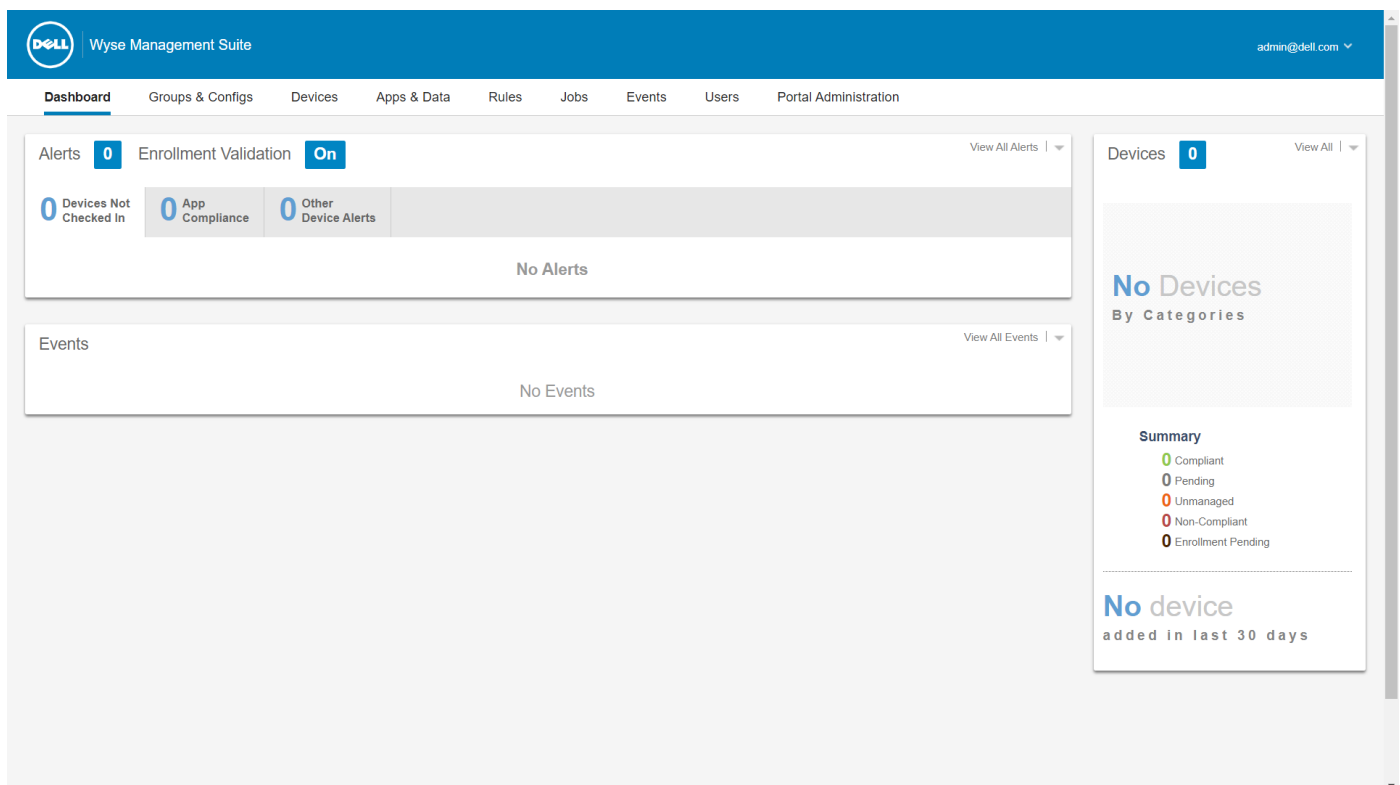 DELL Wyse Management Suite admin@dell.com
Dashboard Groups & Configs Devices Apps & Data Rules Jobs Events Users Portal Administration
Alerts 0 Enrollment Validation On View All Alerts
0 Devices Not Checked In
0 App Compliance
0 Other Device Alerts
No Alerts
Events View All Events
No Events
Devices 0 View All
No Devices
By Categories
Summary
0 Compliant
0 Pending
0 Unmanaged
0 Non-Compliant
0 Enrollment Pending
No device
added in last 30 days